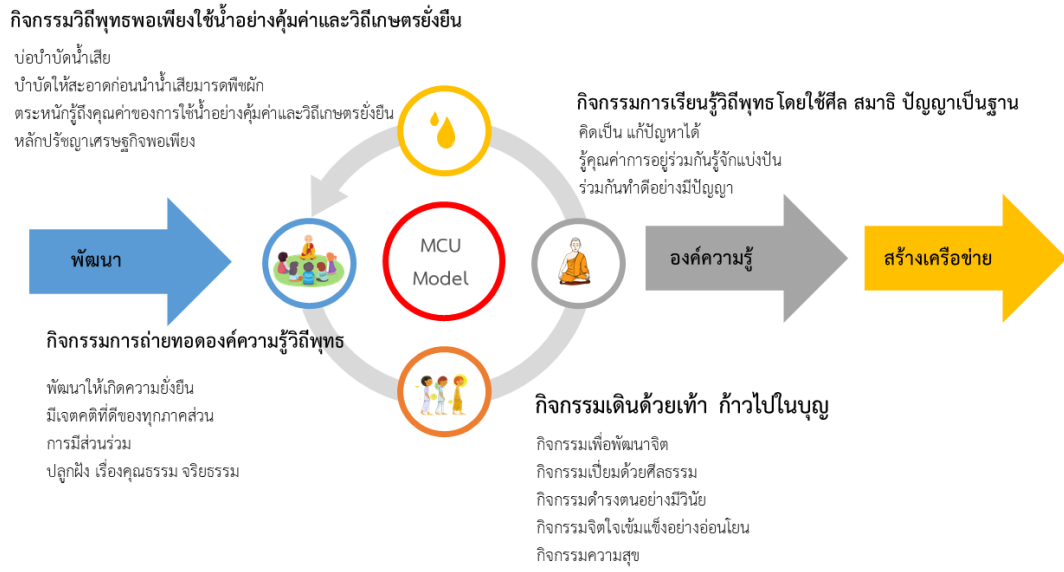 กิจกรรมวิถีพุทธพอเพียงใช้น้ำอย่างคุ้มค่าและวิถีเกษตรยั่งยืน
บ่อบำบัดน้ำเสีย
บำบัดให้สะอาดก่อนนำน้ำเสียมารดพืชผัก
ตระหนักรู้ถึงคุณค่าของการใช้น้ำอย่างคุ้มค่าและวิถีเกษตรยั่งยืน
หลักปรัชญาเศรษฐกิจพอเพียง
กิจกรรมการเรียนรู้วิถีพุทธโดยใช้ศีล สมาธิ ปัญญาเป็นฐาน
คิดเป็น แก้ปัญหาได้
รู้คุณค่าการอยู่ร่วมกันรู้จักแบ่งปัน
ร่วมกันทำดีอย่างมีปัญญา
พัฒนา
MCU
Model
องค์ความรู้
สร้างเครือข่าย
กิจกรรมการถ่ายทอดองค์ความรู้วิถีพุทธ
พัฒนาให้เกิดความยั่งยืน
มีเจตคติที่ดีของทุกภาคส่วน
การมีส่วนร่วม
ปลูกฝัง เรื่องคุณธรรม จริยธรรม
กิจกรรมเดินด้วยเท้า ก้าวไปในบุญ
กิจกรรมเพื่อพัฒนาจิต
กิจกรรมเปี่ยมด้วยศีลธรรม
กิจกรรมดำรงตนอย่างมีวินัย
กิจกรรมจิตใจเข้มแข็งอย่างอ่อนโยน
กิจกรรมความสุข